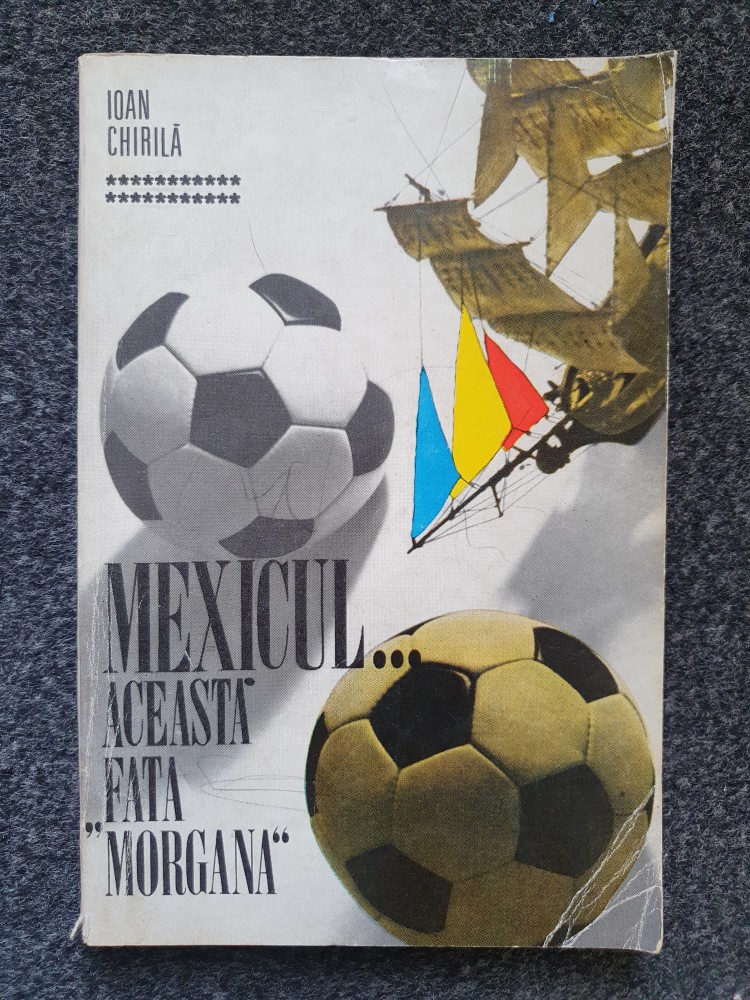 IOAN
CHIRILĂ
***********
***********
MEXICUL...
ACEASTĂ
FATA
„MORGANA“